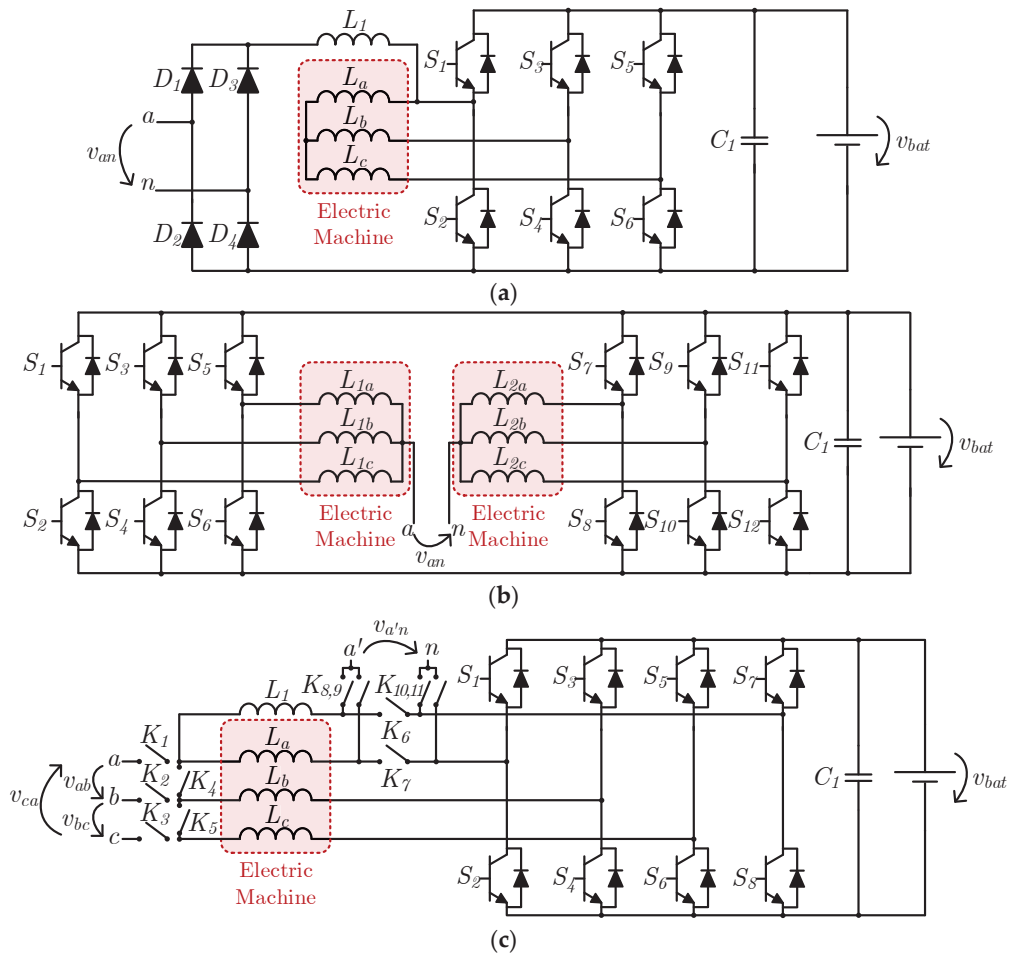 L1
S1 S3 S5
D1 D3
La
a
Lb
C1
van
vbat
Lc
n
Electric
Machine
S2 S4 S6
D2 D4
(a)
S1 S3 S5
S7 S9 S11
L1a L2a
L1b L2b
C1
vbat
L1c L2c
S2 S4 S6
Electric
Machine
a n
Electric
Machine
S8 S10 S12
van
(b)
va'n
a' n
S1 S3 S5 S7
K8,9 K10,11
L1
K1
K6
a
La
K2
K7
vab
K4
C1
vbat
vca
b
Lb
K3
vbc
K5
c
Lc
Electric
Machine
S2 S4 S6 S8
(c)